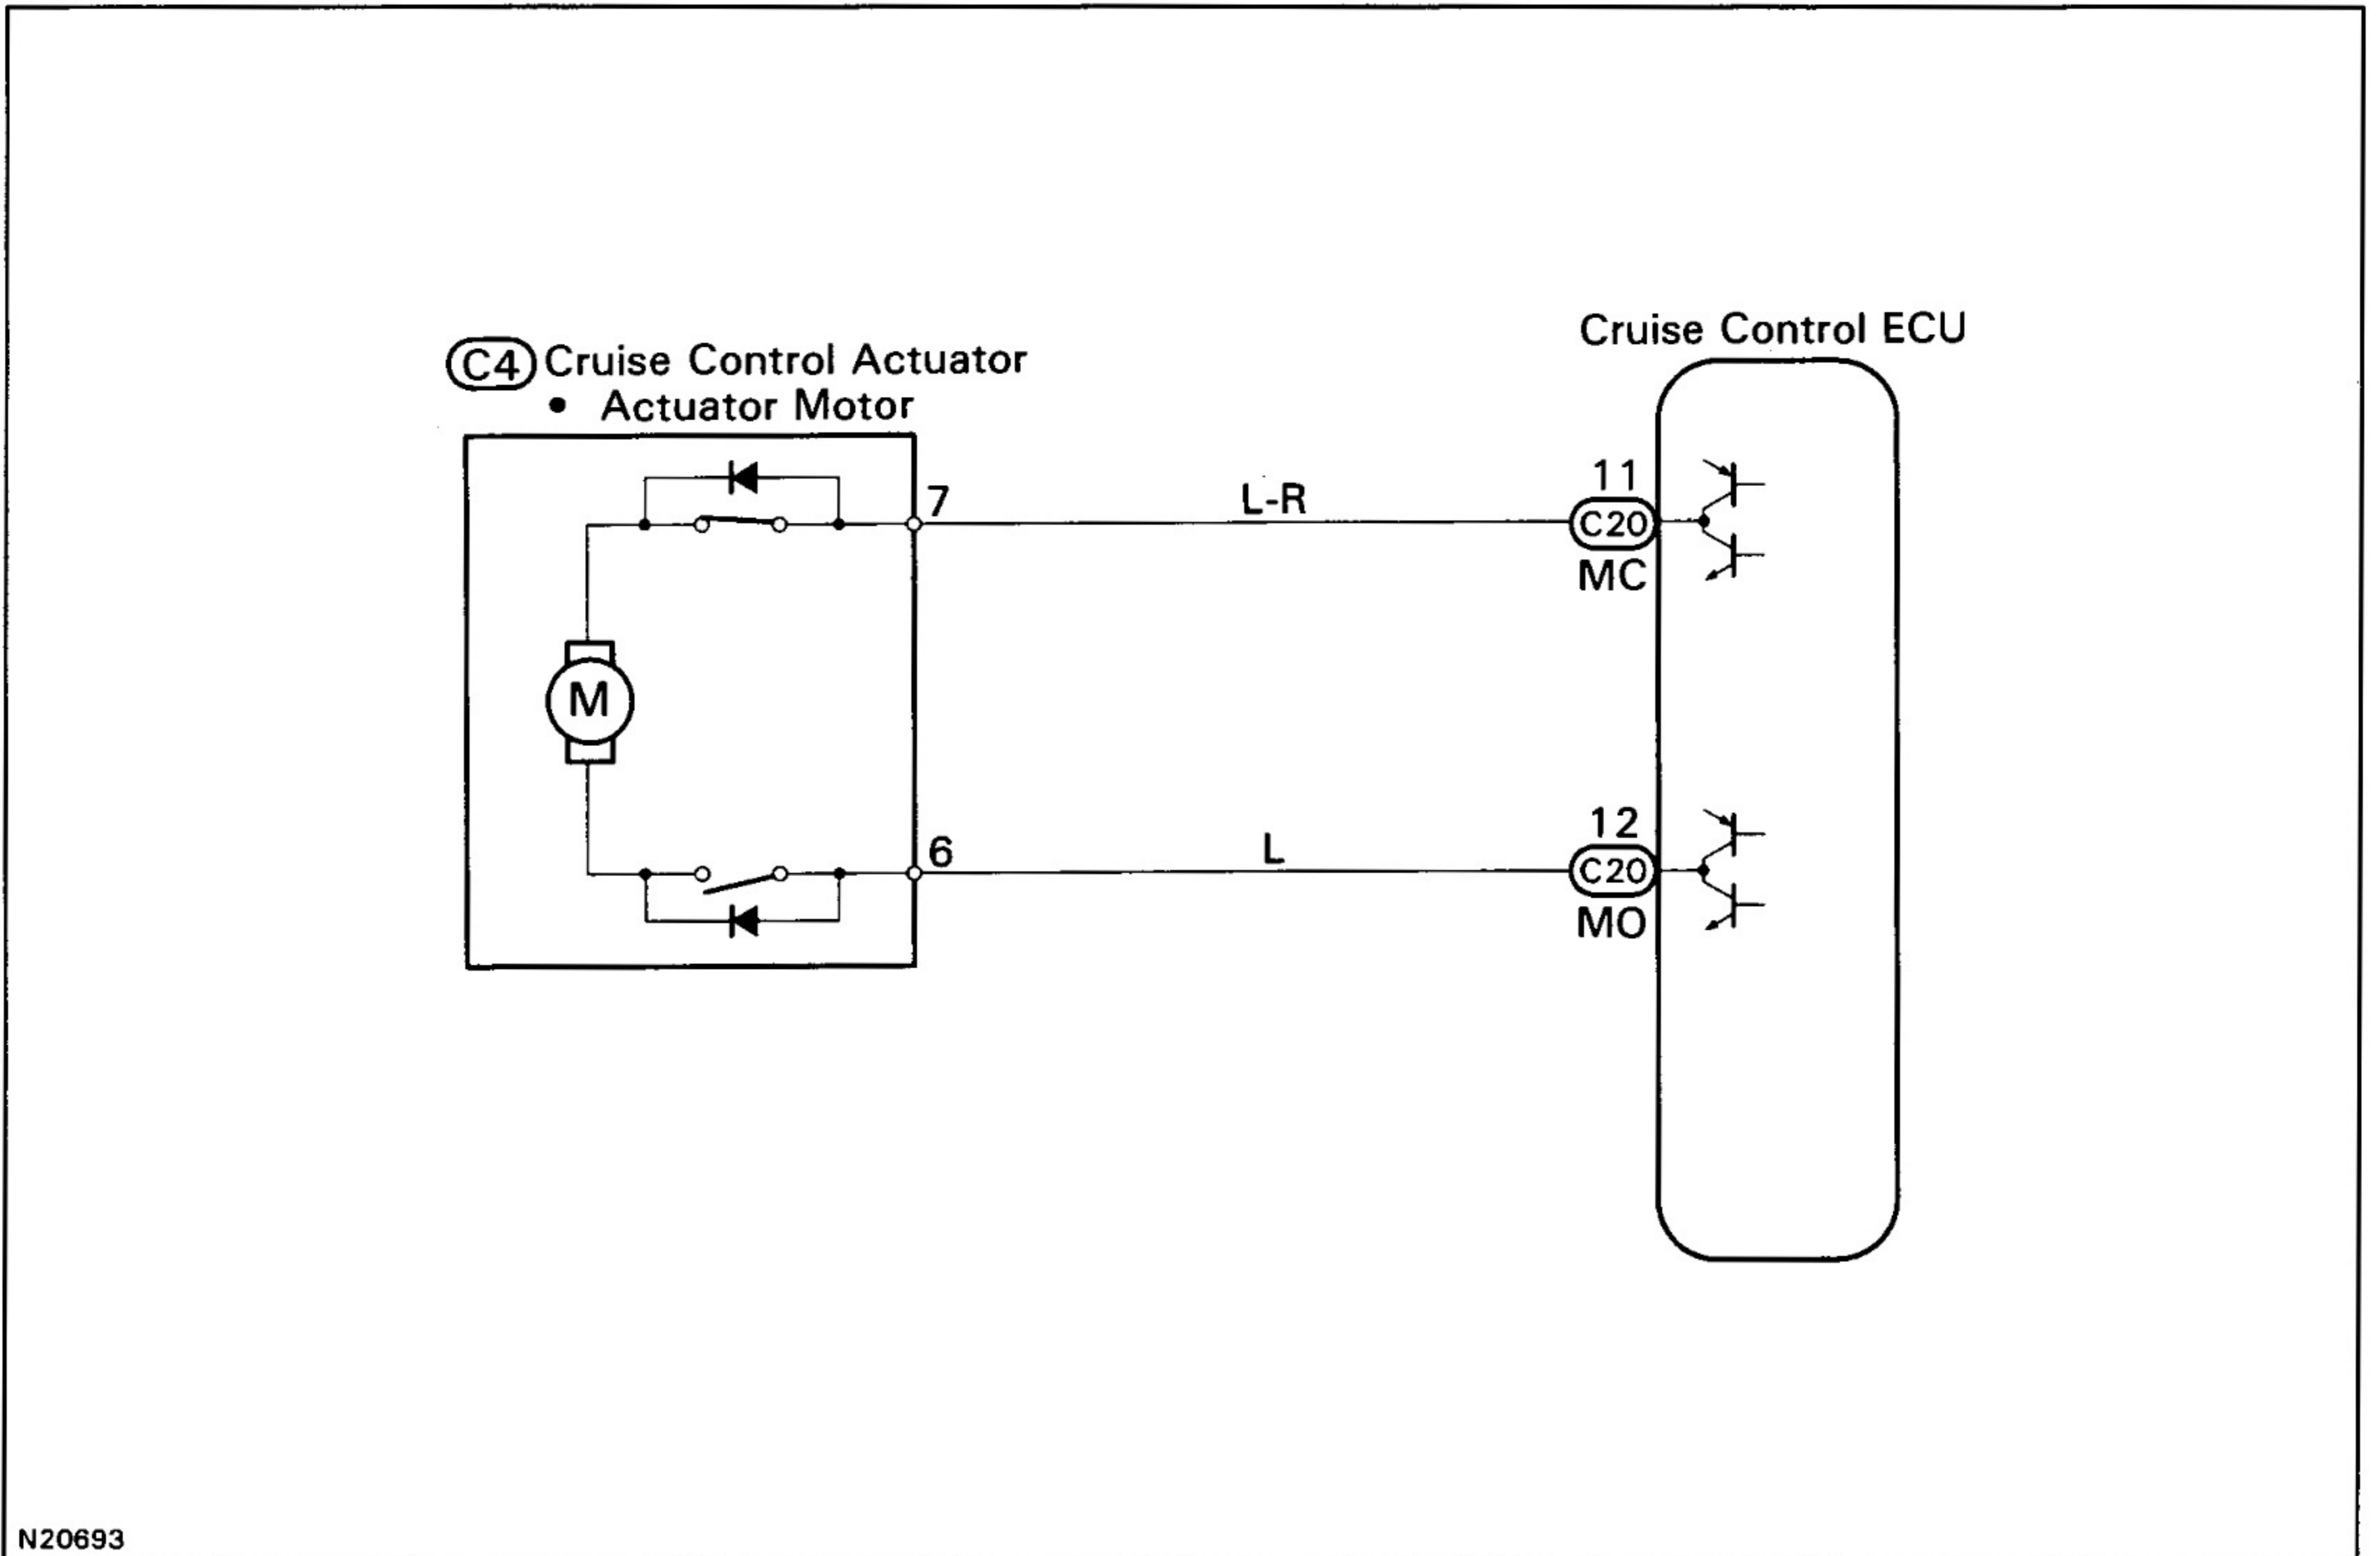 Cruise Control ECU
C4 Cruise Control Actuator
• Actuator Motor
7
L-R
11
C20
MC
M
6
L
12
C20
MO
N20693